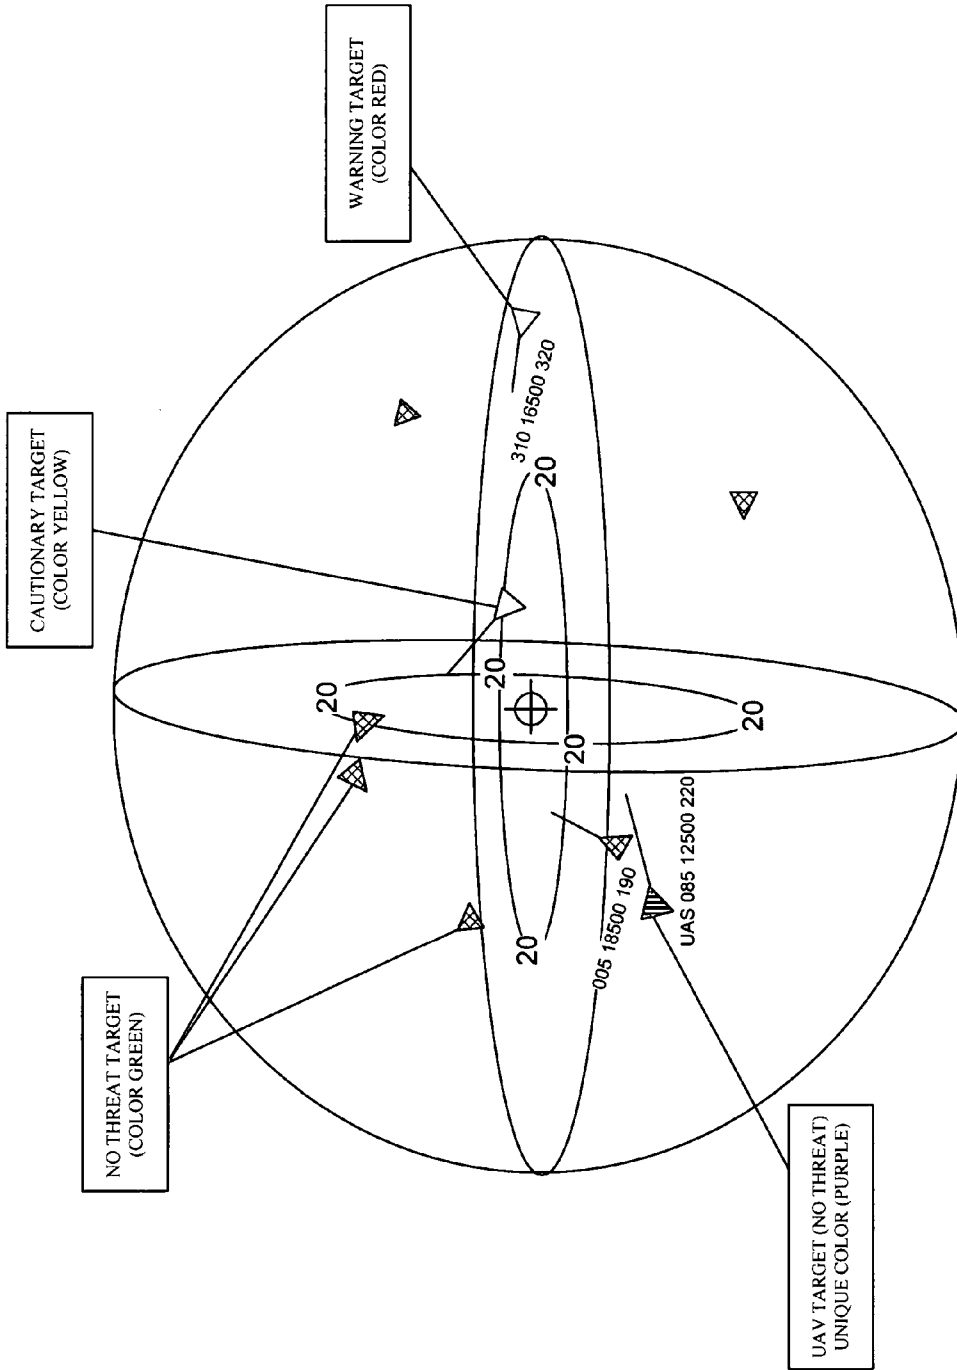 NO THREAT TARGET
(COLOR GREEN)
CAUTIONARY TARGET
(COLOR YELLOW)
WARNING TARGET
(COLOR RED)
UAV TARGET (NO THREAT)
UNIQUE COLOR (PURPLE)
20
20
20
20
20
20
310 16500 320
005 18500 190
UAS 085 12500 220